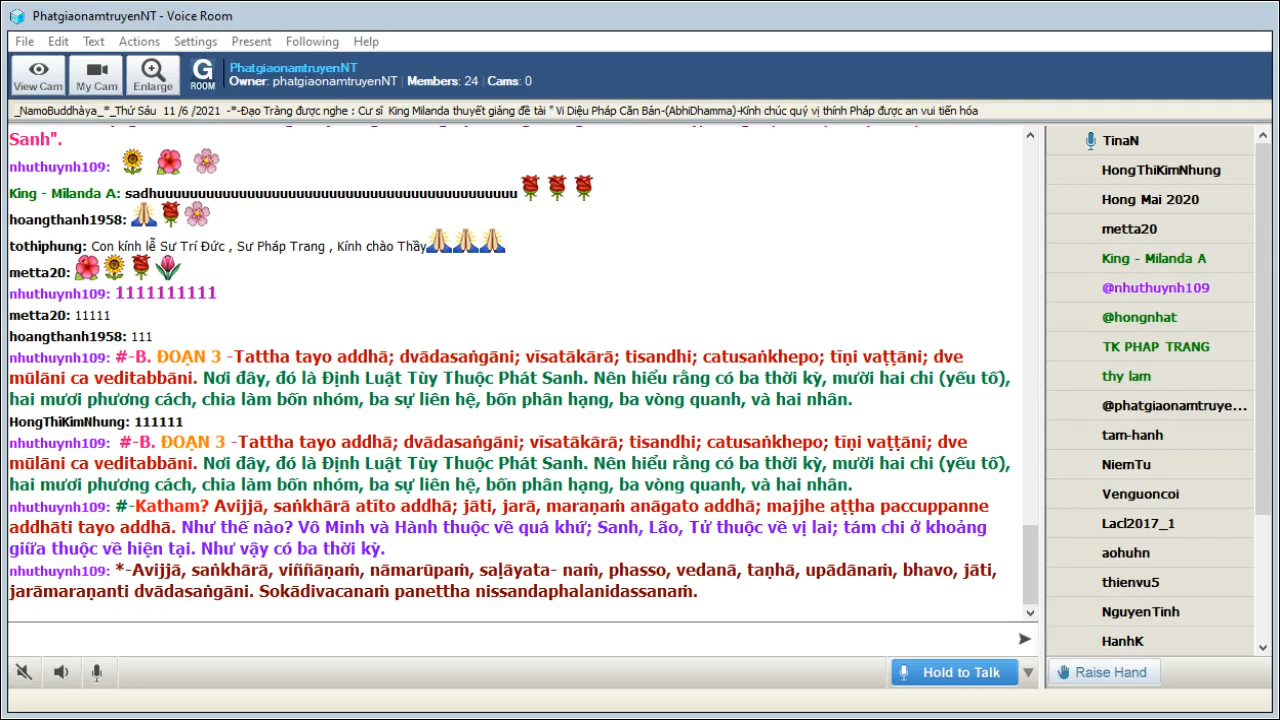 PhatgiaonamtruyenNT - Voice Room
File Edit Text Actions Settings Present Following Help
View Cam My Cam Enlarge G ROOM
PhatgiaonamtruyenNT
Owner: phatgiaonamtruyenNT Members: 24 Cams: 0
_NamoBuddhàya_*_Thứ Sáu 11 /6 /2021 -*-Đạo Tràng được nghe : Cư sĩ King Milanda thuyết giảng đề tài " Vi Diệu Pháp Căn Bản-(AbhiDhamma)-Kính chúc quý vị thính Pháp được an vui tiến hóa
Sanh".
nhuthuynh109:
King - Milanda A: sadhuuuuuuuuuuuuuuuuuuuuuuuuuuuuuuuuuuuuuuuuuuu
hoangthanh1958:
tothiphung: Con kính lễ Sư Trí Đức , Sư Pháp Trang , Kính chào Thầy
metta20:
nhuthuynh109: 1111111111
metta20: 11111
hoangthanh1958: 111
nhuthuynh109: #-B. ĐOẠN 3 -Tattha tayo addhā; dvādasaṅgāni; vīsatākārā; tisandhi; catusaṅkhepo; tīṇi vaṭṭāni; dve
mūlāni ca veditabbāni. Nơi đây, đó là Định Luật Tùy Thuộc Phát Sanh. Nên hiểu rằng có ba thời kỳ, mười hai chi (yếu tố),
hai mươi phương cách, chia làm bốn nhóm, ba sự liên hệ, bốn phân hạng, ba vòng quanh, và hai nhân.
HongThiKimNhung: 111111
nhuthuynh109: #-B. ĐOẠN 3 -Tattha tayo addhā; dvādasaṅgāni; vīsatākārā; tisandhi; catusaṅkhepo; tīṇi vaṭṭāni; dve
mūlāni ca veditabbāni. Nơi đây, đó là Định Luật Tùy Thuộc Phát Sanh. Nên hiểu rằng có ba thời kỳ, mười hai chi (yếu tố),
hai mươi phương cách, chia làm bốn nhóm, ba sự liên hệ, bốn phân hạng, ba vòng quanh, và hai nhân.
nhuthuynh109: #-Katham? Avijjā, saṅkhārā atīto addhā; jāti, jarā, maraṇaṁ anāgato addhā; majjhe aṭṭha paccuppanne
addhāti tayo addhā. Như thế nào? Vô Minh và Hành thuộc về quá khứ; Sanh, Lão, Tử thuộc về vị lai; tám chi ở khoảng
giữa thuộc về hiện tại. Như vậy có ba thời kỳ.
nhuthuynh109: *-Avijjā, saṅkhārā, viññāṇaṁ, nāmarūpaṁ, saḷāyata- naṁ, phasso, vedanā, taṇhā, upādānaṁ, bhavo, jāti,
jarāmaraṇanti dvādasaṅgāni. Sokādivacanaṁ panettha nissandaphalanidassanaṁ.
TinaN
HongThiKimNhung
Hong Mai 2020
metta20
King - Milanda A
@nhuthuynh109
@hongnhat
TK PHAP TRANG
thy lam
@phatgiaonamtruye...
tam-hanh
NiemTu
Venguoncoi
Lacl2017_1
aohuhn
thienvu5
NguyenTinh
HanhK
Hold to Talk
Raise Hand